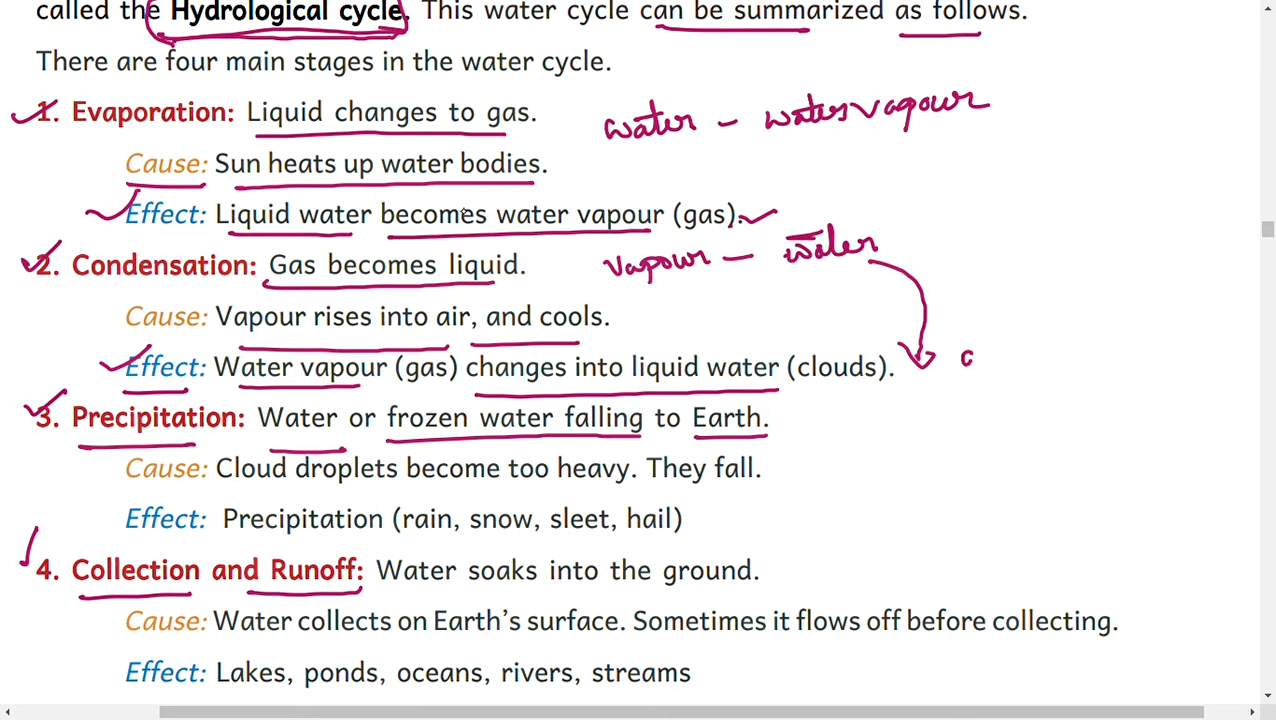 called the Hydrological cycle. This water cycle can be summarized as follows.
There are four main stages in the water cycle.
1. Evaporation: Liquid changes to gas. water - watersvapour
Cause: Sun heats up water bodies.
Effect: Liquid water becomes water vapour (gas).
2. Condensation: Gas becomes liquid. vapour - water
Cause: Vapour rises into air, and cools.
Effect: Water vapour (gas) changes into liquid water (clouds). c
3. Precipitation: Water or frozen water falling to Earth.
Cause: Cloud droplets become too heavy. They fall.
Effect: Precipitation (rain, snow, sleet, hail)
4. Collection and Runoff: Water soaks into the ground.
Cause: Water collects on Earth's surface. Sometimes it flows off before collecting.
Effect: Lakes, ponds, oceans, rivers, streams